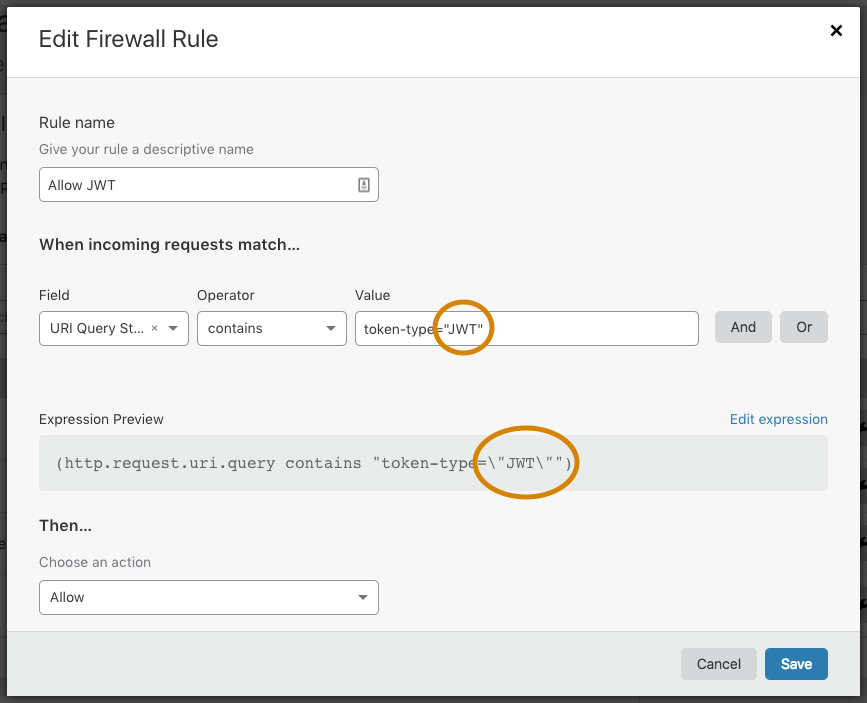 Edit Firewall Rule ×
Rule name
Give your rule a descriptive name
Allow JWT
When incoming requests match...
Field Operator Value
URI Query St... × contains token-type="JWT" And Or
Expression Preview Edit expression
(http.request.uri.query contains "token-type=\"JWT\"")
Then...
Choose an action
Allow
Cancel Save